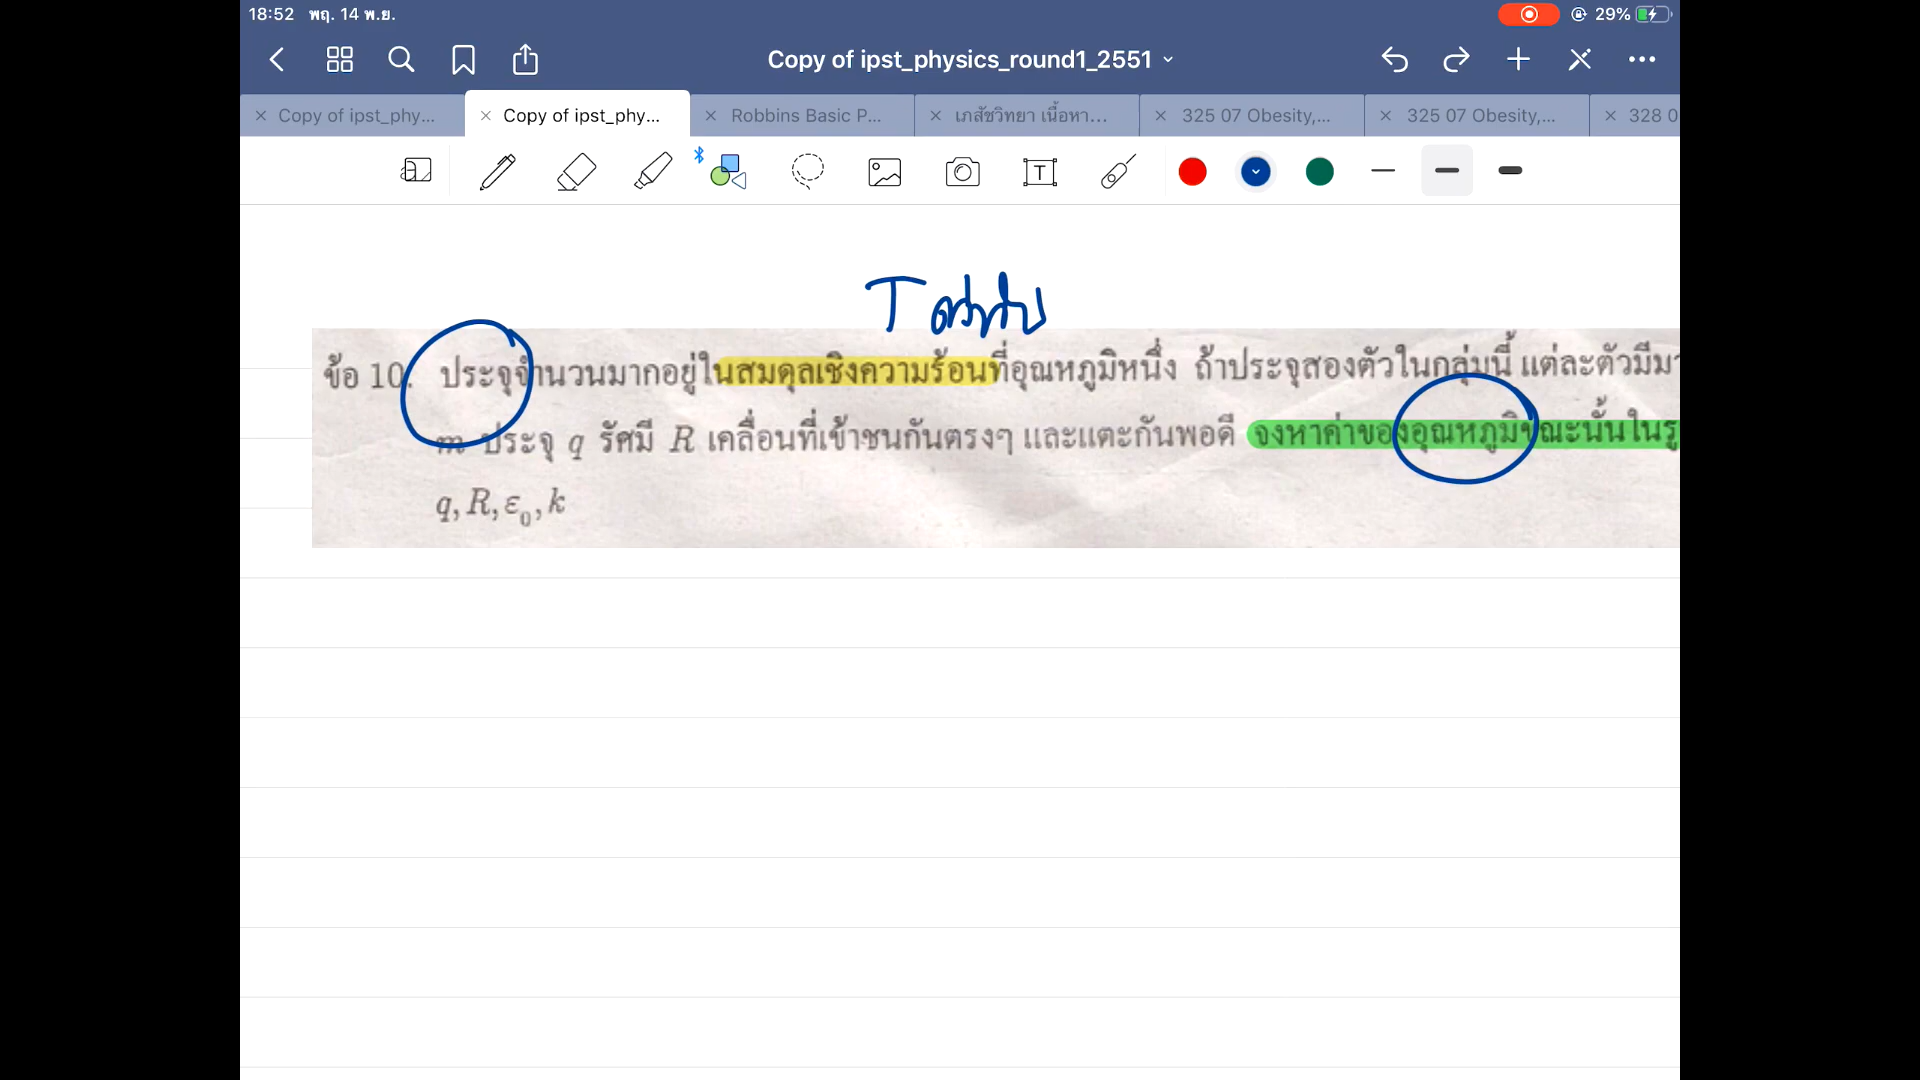 18:52 พฤ. 14 พ.ย. 29%
Copy of ipst_physics_round1_2551
Copy of ipst_phy... Copy of ipst_phy... Robbins Basic P... เภสัชวิทยา เนื้อหา... 325 07 Obesity,... 325 07 Obesity,... 328 0
T
ข้อ 10. ประจุจำนวนมากอยู่ในสมดุลเชิงความร้อนที่อุณหภูมิหนึ่ง ถ้าประจุสองตัวในกลุ่มนี้ แต่ละตัวมีมว
m ประจุ q รัศมี R เคลื่อนที่เข้าชนกันตรงๆ และแตะกันพอดี จงหาค่าของอุณหภูมิขณะนั้นในรู
q, R, ε₀, k